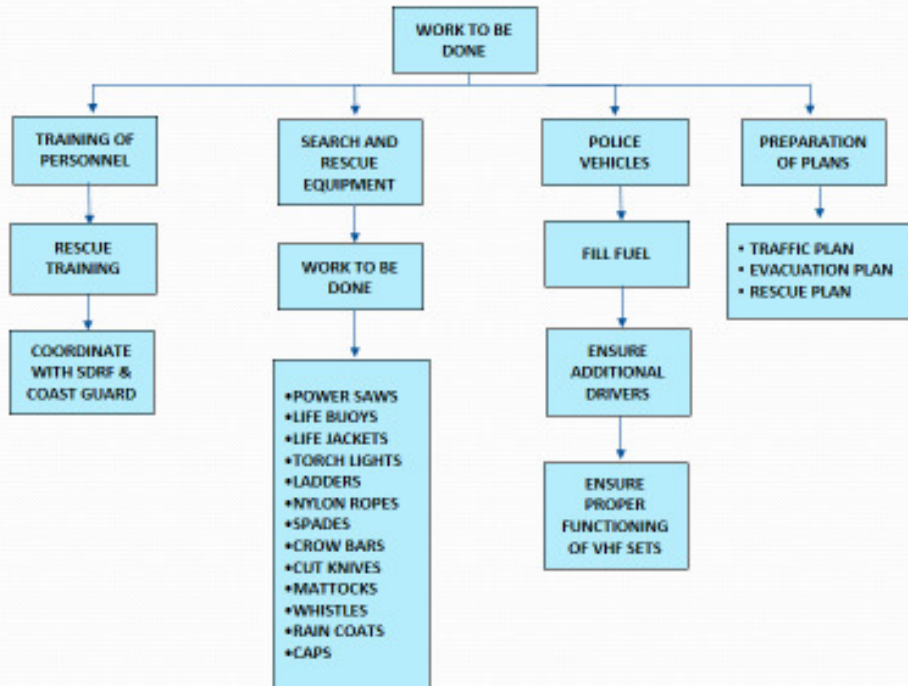 WORK TO BE
DONE
TRAINING OF
PERSONNEL
SEARCH AND
RESCUE
EQUIPMENT
POLICE
VEHICLES
PREPARATION
OF PLANS
RESCUE
TRAINING
WORK TO BE
DONE
FILL FUEL
• TRAFFIC PLAN
• EVACUATION PLAN
• RESCUE PLAN
COORDINATE
WITH SDRF &
COAST GUARD
•POWER SAWS
•LIFE BUOYS
•LIFE JACKETS
•TORCH LIGHTS
•LADDERS
•NYLON ROPES
•SPADES
•CROW BARS
•CUT KNIVES
•MATTOCKS
•WHISTLES
•RAIN COATS
•CAPS
ENSURE
ADDITIONAL
DRIVERS
ENSURE
PROPER
FUNCTIONING
OF VHF SETS